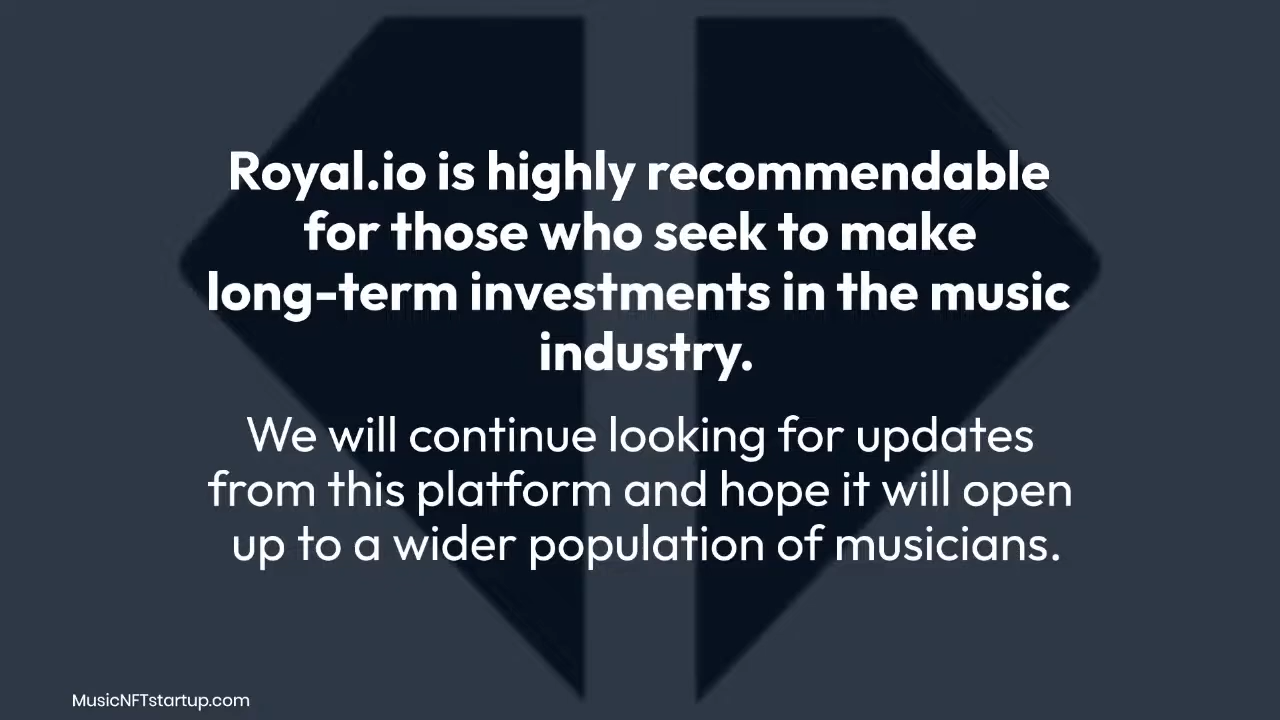 Royal.io is highly recommendable
for those who seek to make
long-term investments in the music
industry.
We will continue looking for updates
from this platform and hope it will open
up to a wider population of musicians.
MusicNFTstartup.com